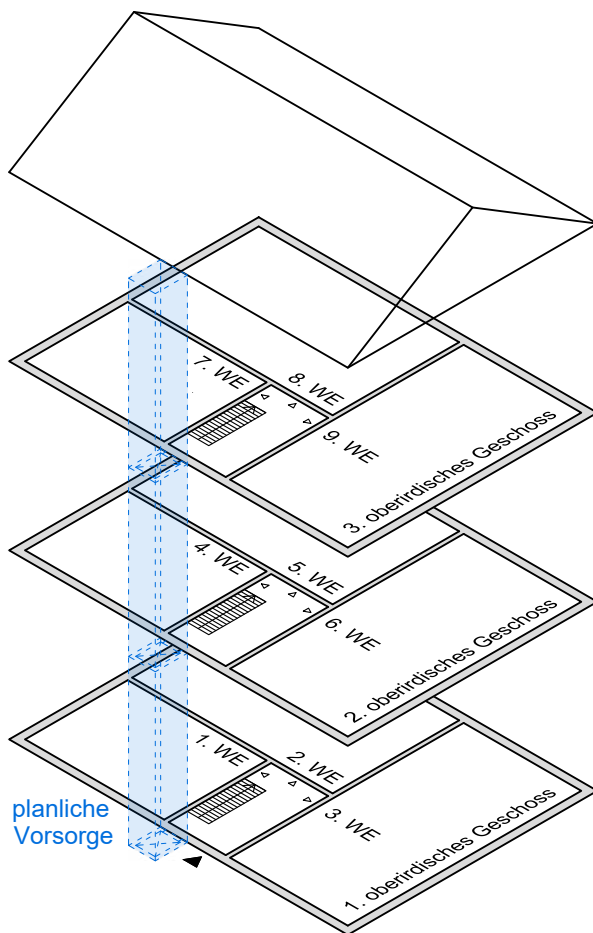 7. WE
8. WE
9. WE
3. oberirdisches Geschoss
4. WE
5. WE
6. WE
2. oberirdisches Geschoss
1. WE
2. WE
3. WE
1. oberirdisches Geschoss
planliche
Vorsorge